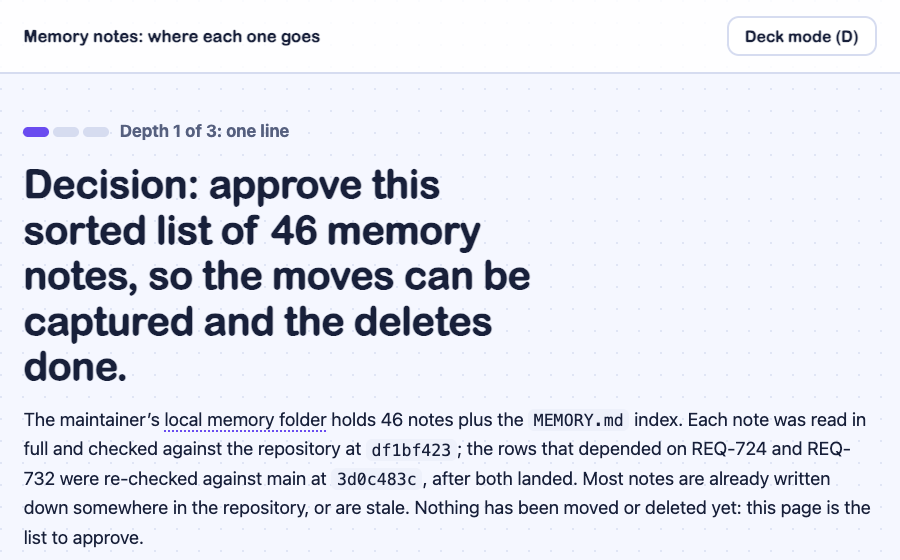 Memory notes: where each one goes
Deck mode (D)
Depth 1 of 3: one line
Decision: approve this
sorted list of 46 memory
notes, so the moves can be
captured and the deletes
done.
The maintainer's local memory folder holds 46 notes plus the MEMORY.md index. Each note was read in
full and checked against the repository at df1bf423 ; the rows that depended on REQ-724 and REQ-
732 were re-checked against main at 3d0c483c , after both landed. Most notes are already written
down somewhere in the repository, or are stale. Nothing has been moved or deleted yet: this page is the
list to approve.